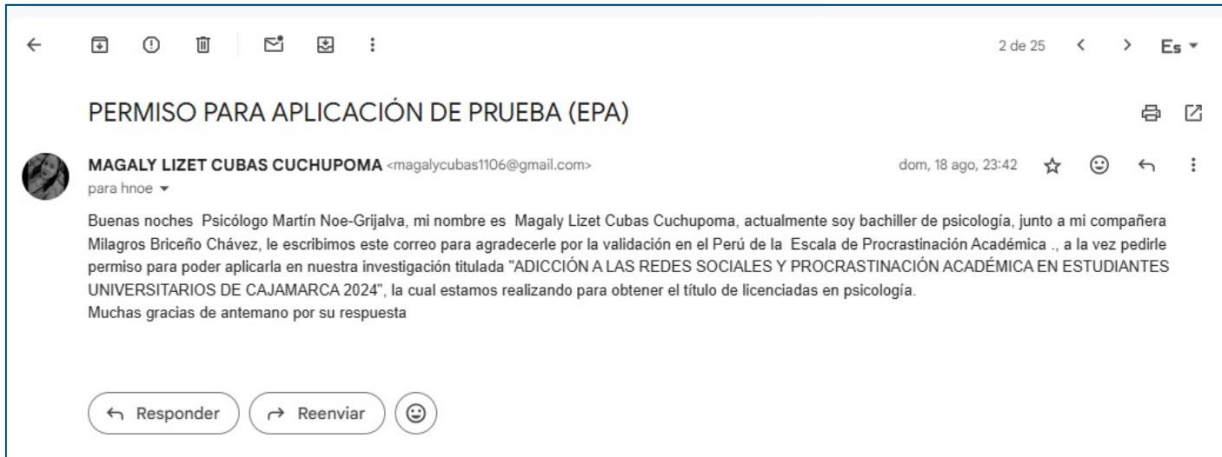 2 de 25
Es
PERMISO PARA APLICACIÓN DE PRUEBA (EPA)
MAGALY LIZET CUBAS CUCHUPOMA <magalycubas1106@gmail.com>
dom, 18 ago, 23:42
para hnoe
Buenas noches Psicólogo Martín Noe-Grijalva, mi nombre es Magaly Lizet Cubas Cuchupoma, actualmente soy bachiller de psicología, junto a mi compañera
Milagros Briceño Chávez, le escribimos este correo para agradecerle por la validación en el Perú de la Escala de Procrastinación Académica ., a la vez pedirle
permiso para poder aplicarla en nuestra investigación titulada "ADICCIÓN A LAS REDES SOCIALES Y PROCRASTINACIÓN ACADÉMICA EN ESTUDIANTES
UNIVERSITARIOS DE CAJAMARCA 2024", la cual estamos realizando para obtener el título de licenciadas en psicología.
Muchas gracias de antemano por su respuesta
Responder
Reenviar